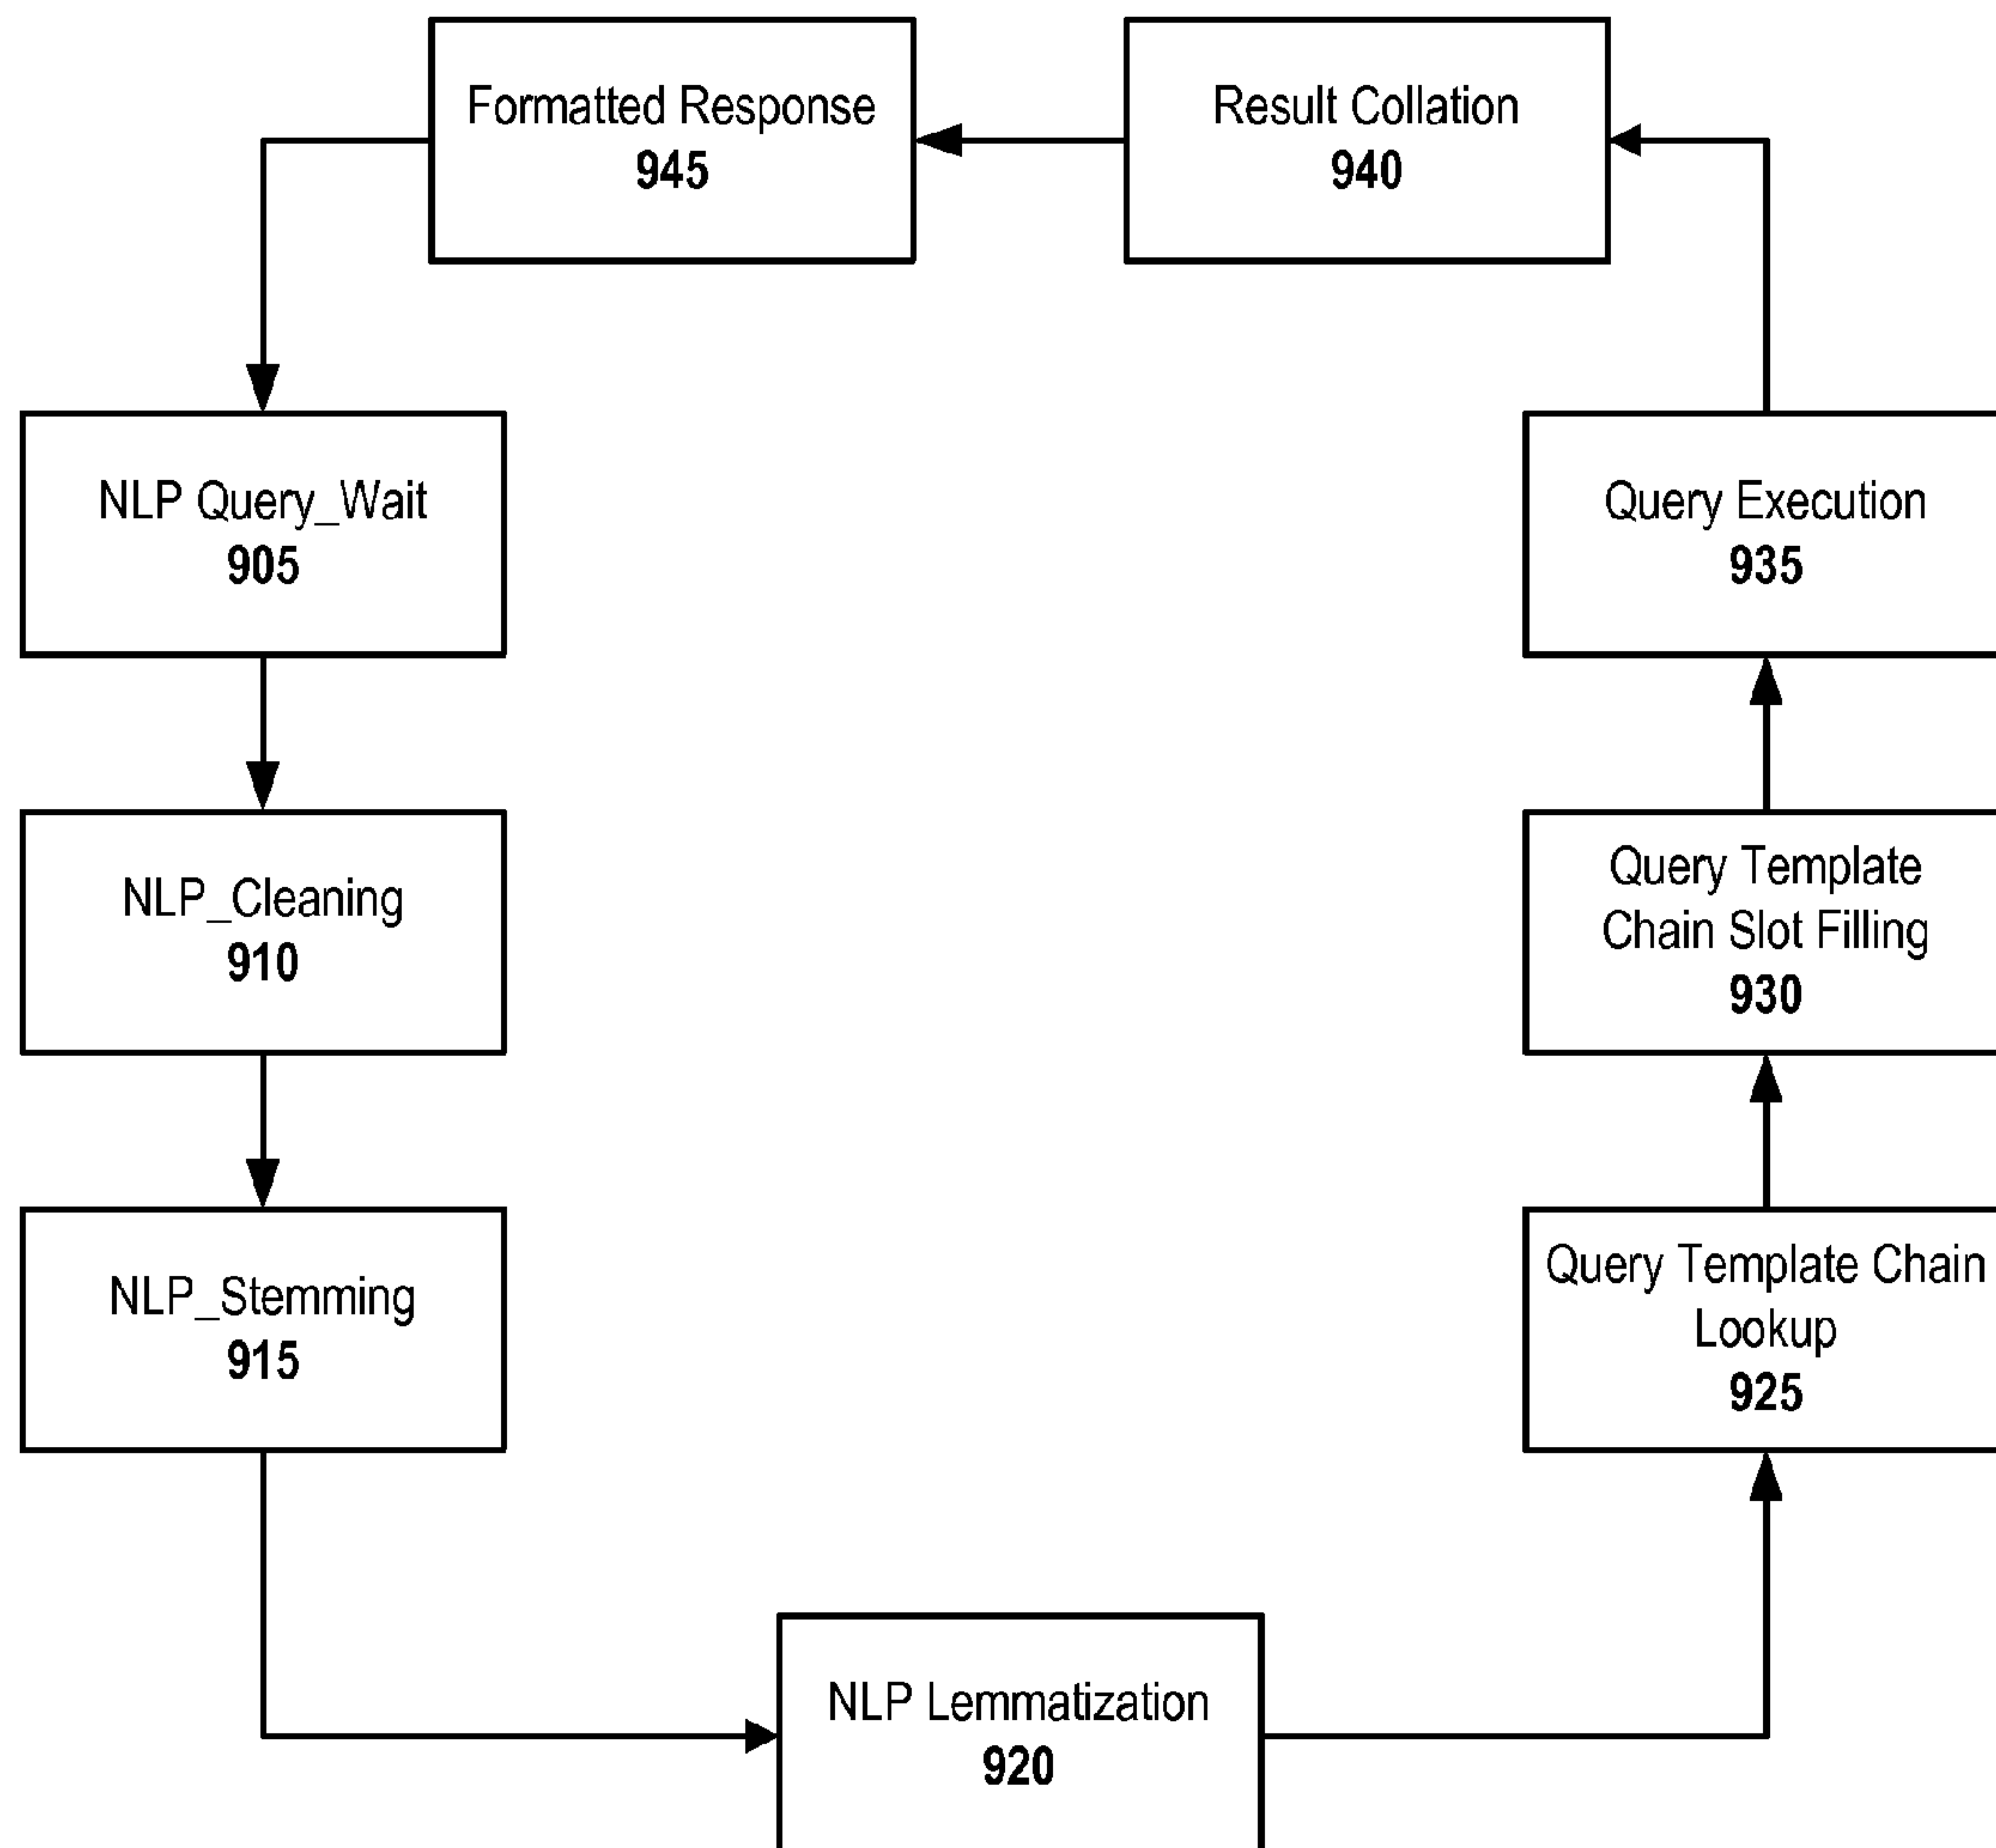 Formatted Response
945
Result Collation
940
NLP Query_Wait
905
Query Execution
935
NLP_Cleaning
910
Query Template
Chain Slot Filling
930
NLP_Stemming
915
Query Template Chain
Lookup
925
NLP Lemmatization
920